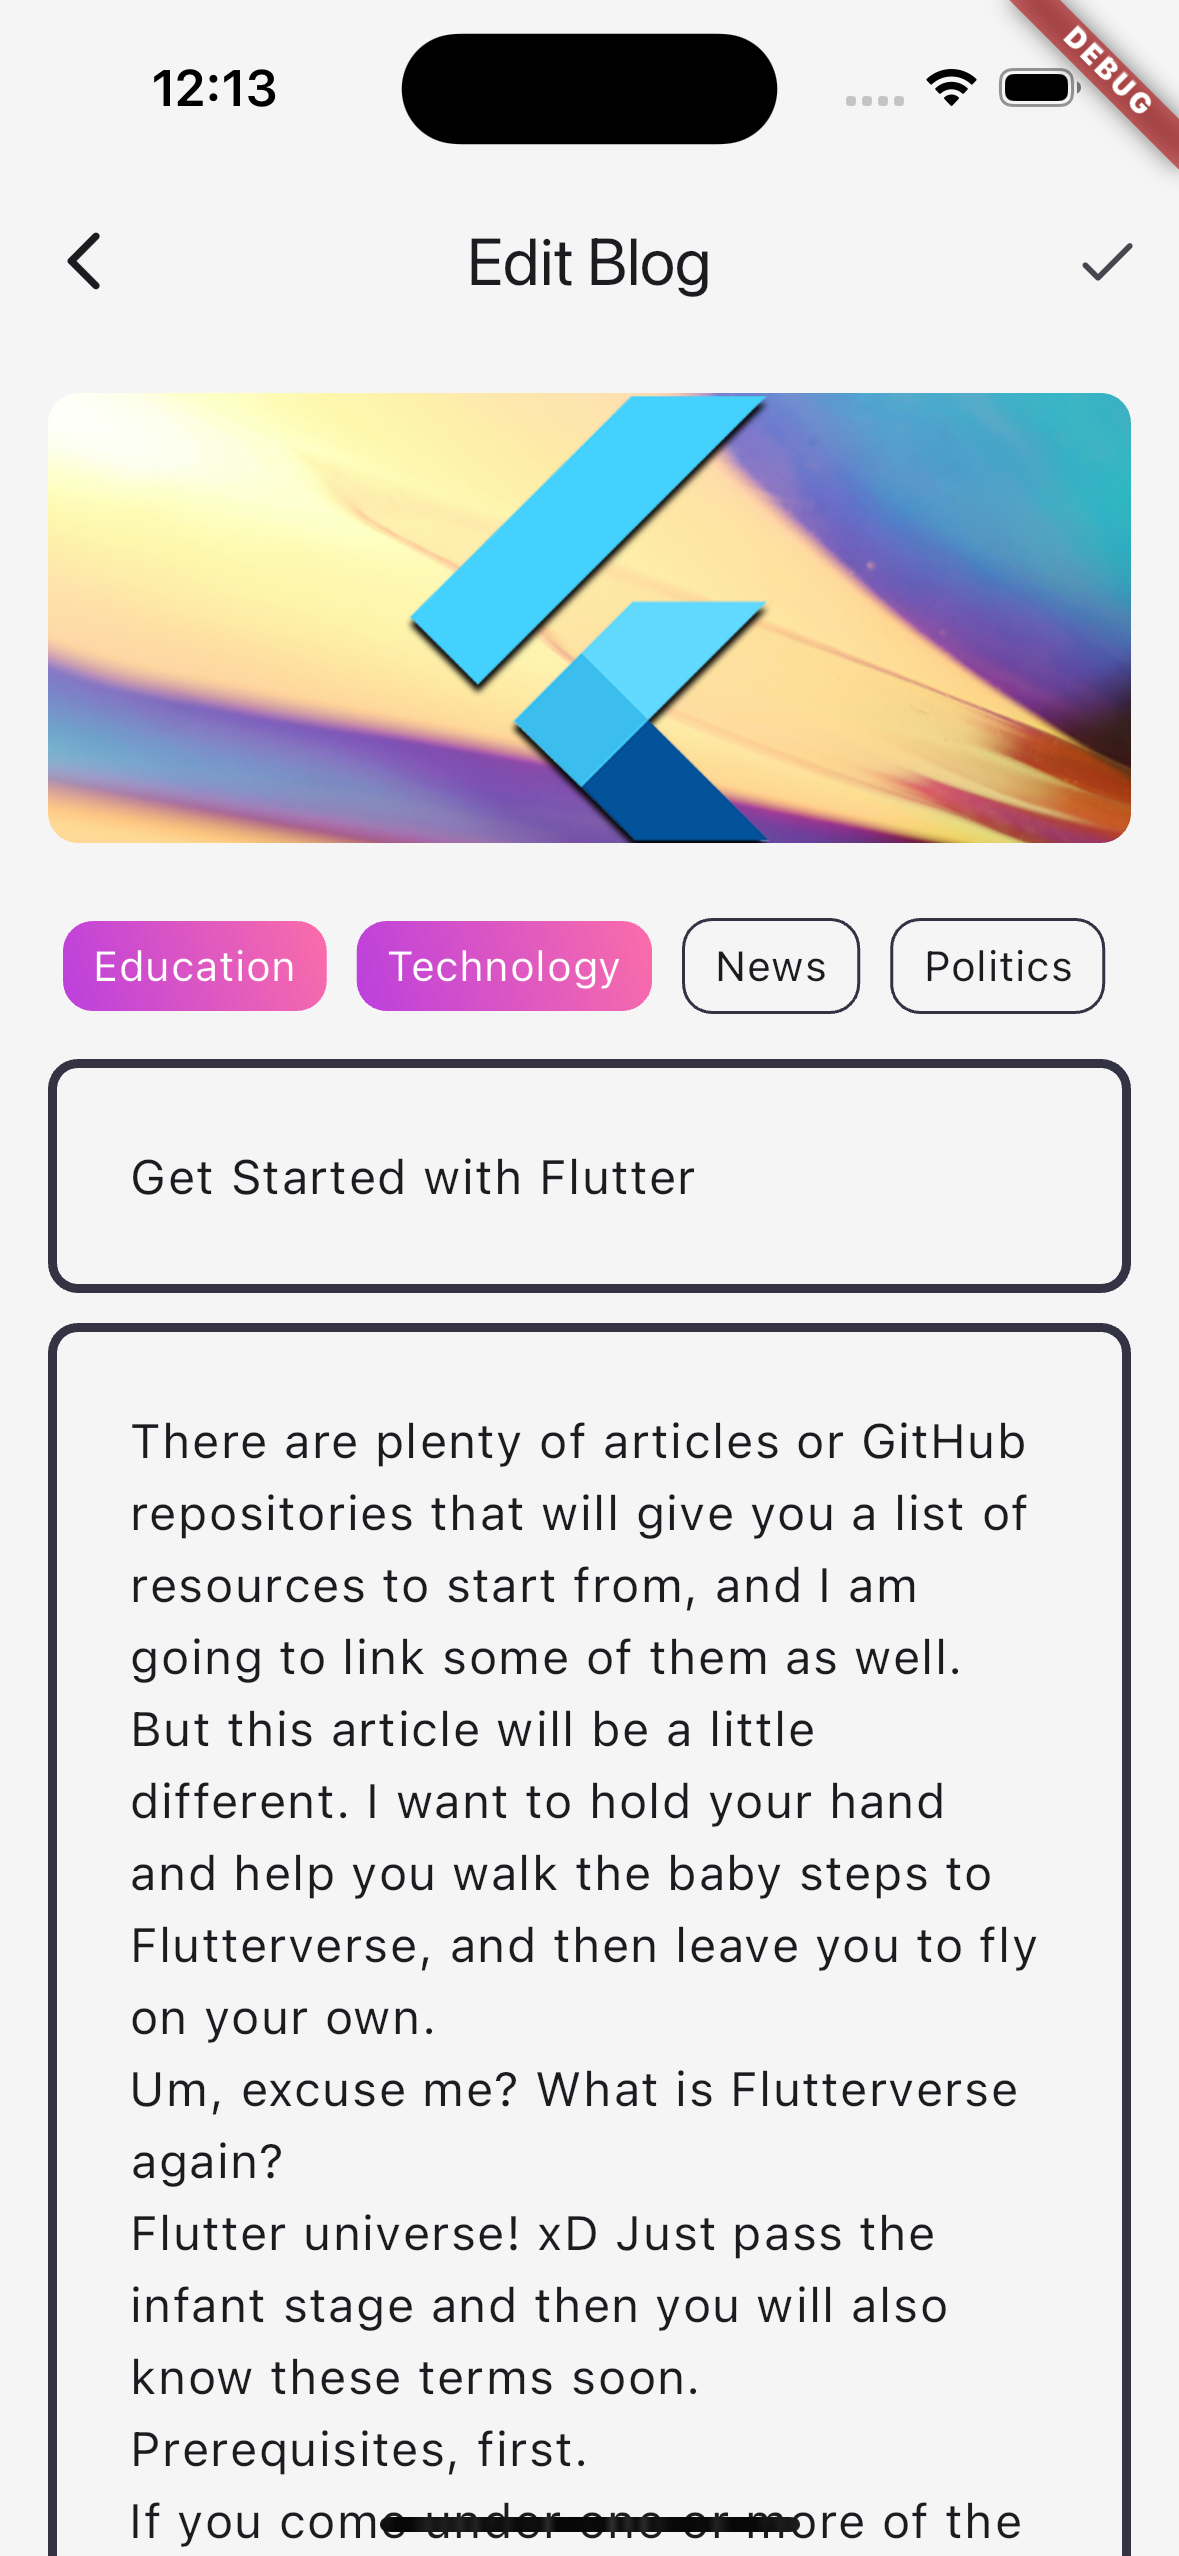 12:13
DEBUG
Edit Blog
Education Technology News Politics
Get Started with Flutter
There are plenty of articles or GitHub
repositories that will give you a list of
resources to start from, and I am
going to link some of them as well.
But this article will be a little
different. I want to hold your hand
and help you walk the baby steps to
Flutterverse, and then leave you to fly
on your own.
Um, excuse me? What is Flutterverse
again?
Flutter universe! xD Just pass the
infant stage and then you will also
know these terms soon.
Prerequisites, first.
If you come under one or more of the